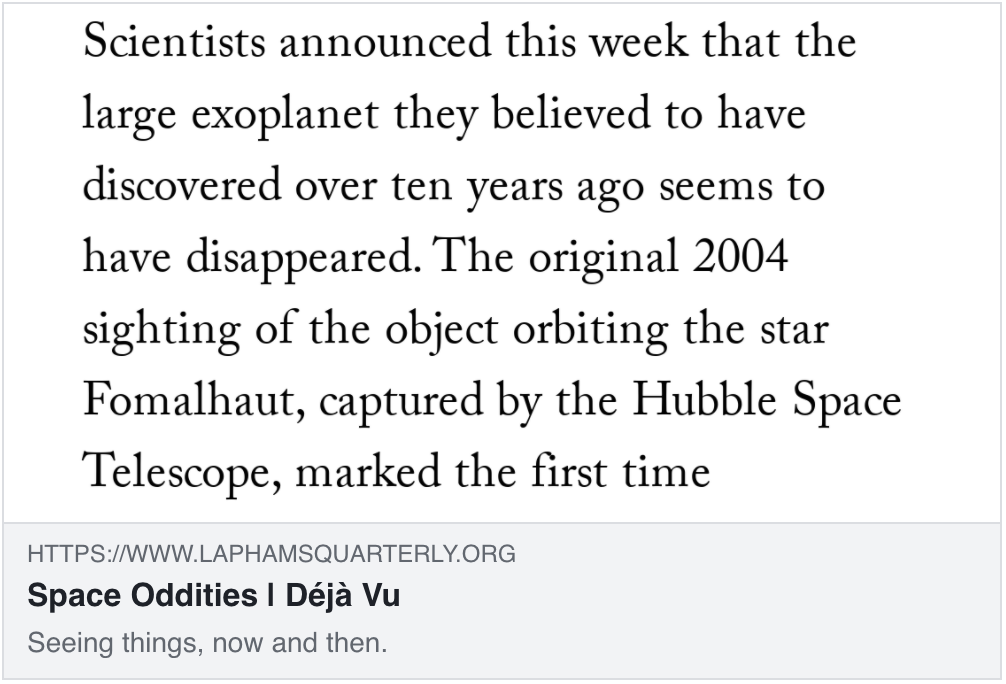 Scientists announced this week that the
large exoplanet they believed to have
discovered over ten years ago seems to
have disappeared. The original 2004
sighting of the object orbiting the star
Fomalhaut, captured by the Hubble Space
Telescope, marked the first time
HTTPS://WWW.LAPHAMSQUARTERLY.ORG
Space Oddities | Déjà Vu
Seeing things, now and then.